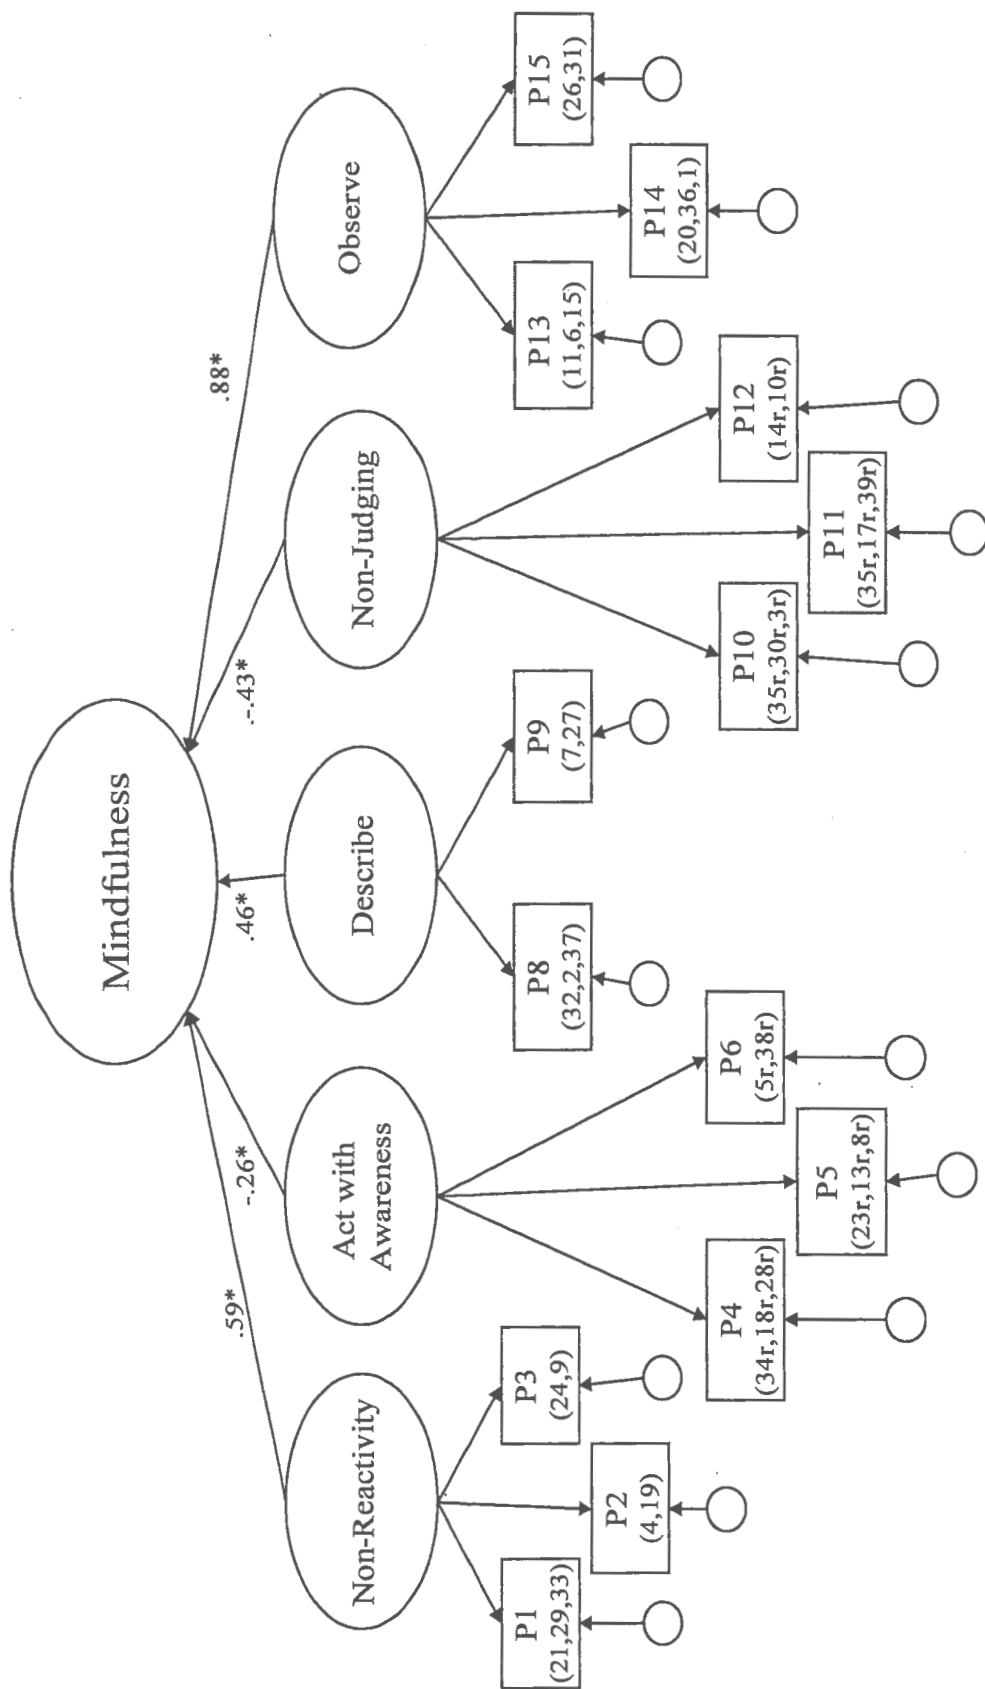 Mindfulness
.59*
-.26*
.46*
.-.43*
.88*
Non-Reactivity
Act with
Awareness
Describe
Non-Judging
Observe
P1
(21,29,33)
P2
(4,19)
P3
(24,9)
P4
(34r,18r,28r)
P5
(23r,13r,8r)
P6
(5r,38r)
P8
(32,2,37)
P9
(7,27)
P10
(35r,30r,3r)
P11
(35r,17r,39r)
P12
(14r,10r)
P13
(11,6,15)
P14
(20,36,1)
P15
(26,31)